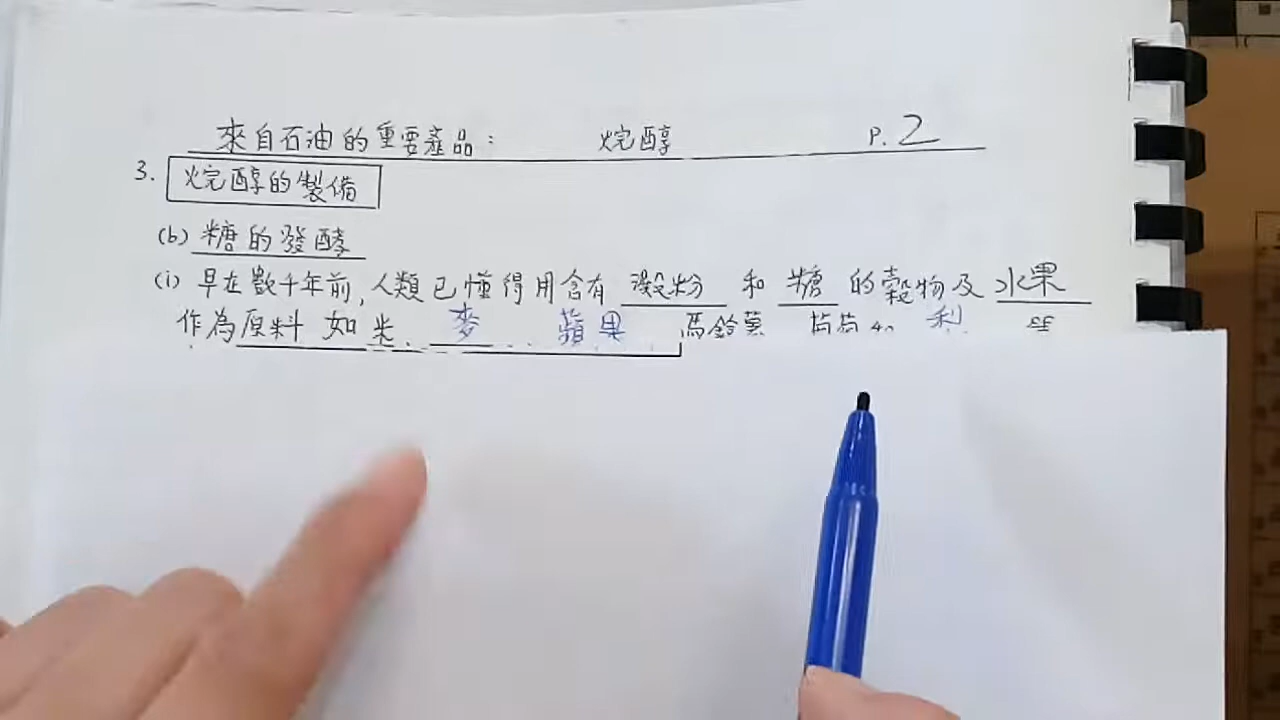 來自石油的重要產品： 烷醇 P.2
3. 烷醇的製備
(b) 糖的發酵
(i) 早在數千年前,人類已懂得用含有 澱粉 和 糖 的穀物及 水果
作為原料 如 米、麥、蘋果、馬鈴薯